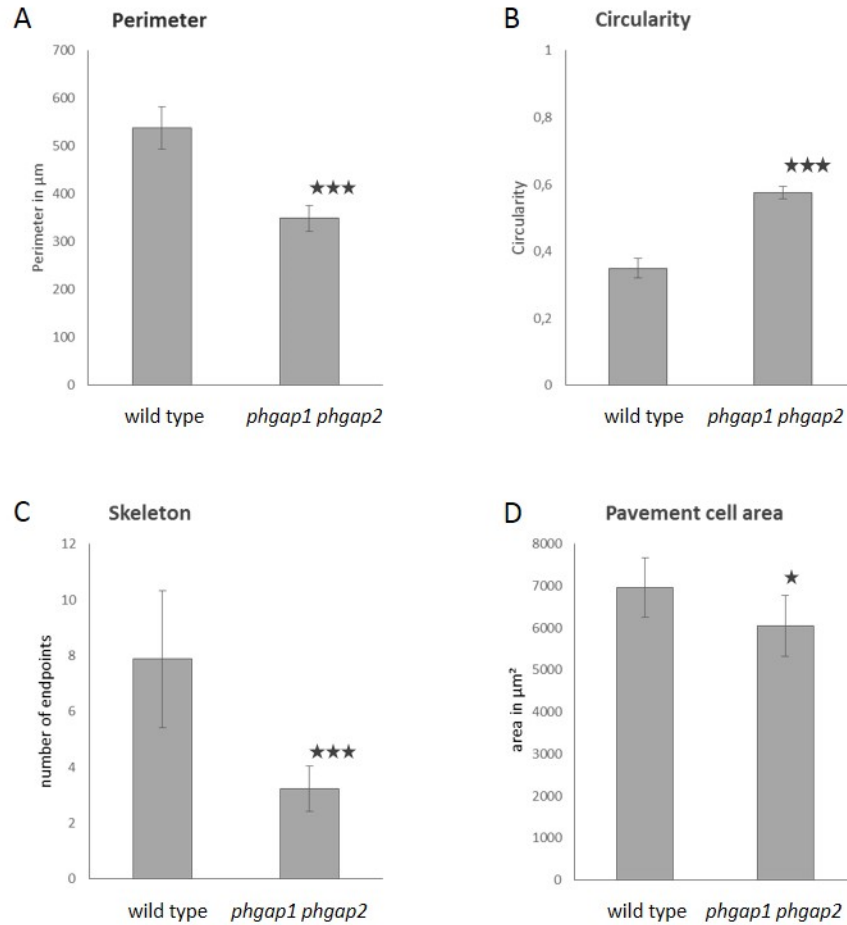 A Perimeter
700
600
500
400
300
200
100
0
Perimeter in µm
★★★
wild type phgap1 phgap2
B Circularity
1
0,8
0,6
0,4
0,2
0
Circularity
★★★
wild type phgap1 phgap2
C Skeleton
12
10
8
6
4
2
0
number of endpoints
★★★
wild type phgap1 phgap2
D Pavement cell area
8000
7000
6000
5000
4000
3000
2000
1000
0
area in µm²
★
wild type phgap1 phgap2